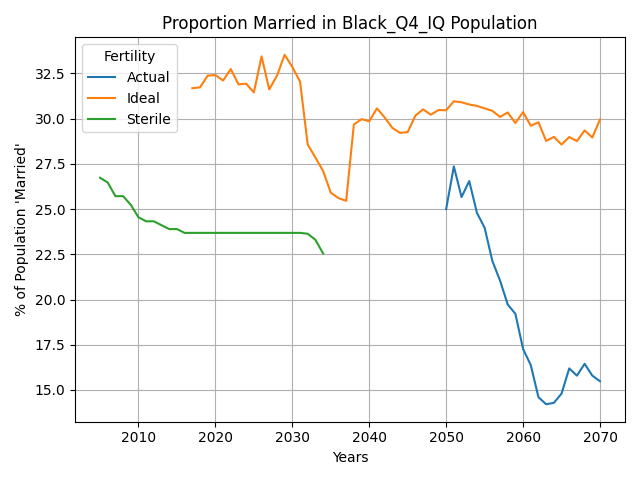 Proportion Married in Black_Q4_IQ Population
Fertility
Actual
Ideal
Sterile
% of Population 'Married'
32.5
30.0
27.5
25.0
22.5
20.0
17.5
15.0
2010 2020 2030 2040 2050 2060 2070
Years